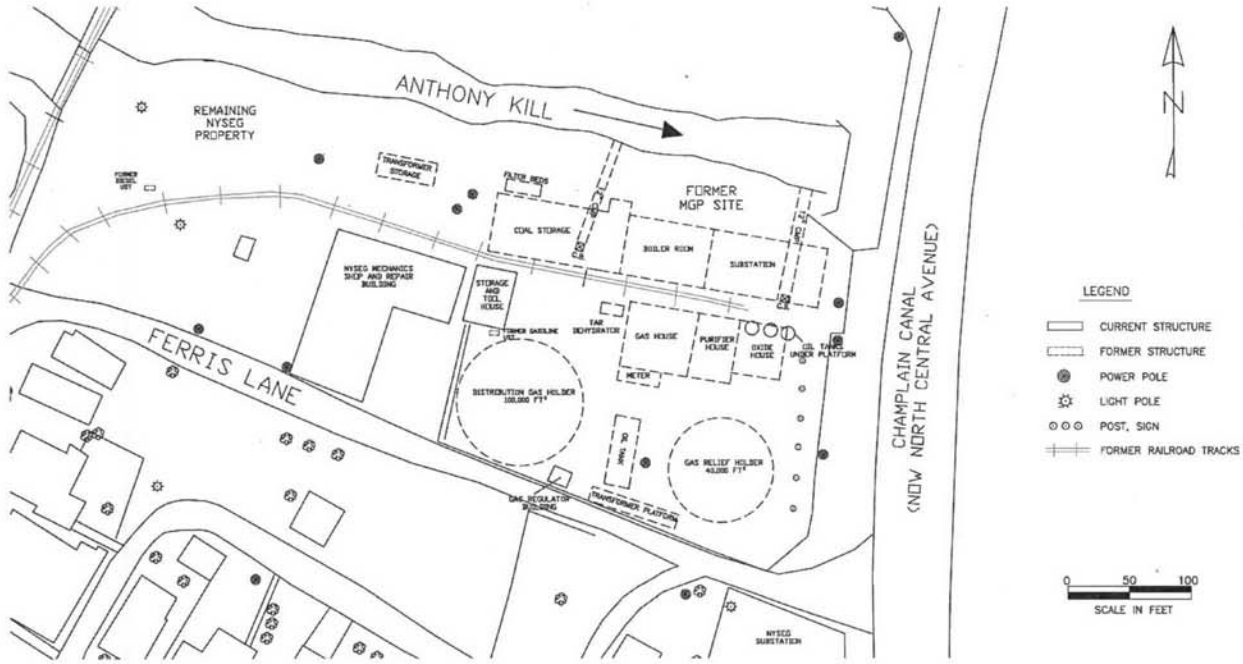 ANTHONY KILL
REMAINING
NYSEG
PROPERTY
TRANSFORMER
STORAGE
FILTER BEDS
FORMER
DIESEL
UST
FORMER
MGP SITE
COAL STORAGE
BOILER ROOM
SUBSTATION
NYSEG MECHANICS
SHOP AND REPAIR
BUILDING
STORAGE
AND
TOOL
HOUSE
FORMER GASOLINE
UST
TAR
DEHYDRATOR
GAS HOUSE
PURIFIER
HOUSE
OXIDE
HOUSE
OIL TANKS
UNDER PLATFORM
METER
FERRIS LANE
DISTRIBUTION GAS HOLDER
100,000 FT³
OIL TANK
GAS RELIEF HOLDER
40,000 FT³
GAS REGULATOR
BUILDING
TRANSFORMER PLATFORM
NYSEG
SUBSTATION
CHAMPLAIN CANAL
(NOW NORTH CENTRAL AVENUE)
N
LEGEND
CURRENT STRUCTURE
FORMER STRUCTURE
POWER POLE
LIGHT POLE
POST, SIGN
FORMER RAILROAD TRACKS
0 50 100
SCALE IN FEET